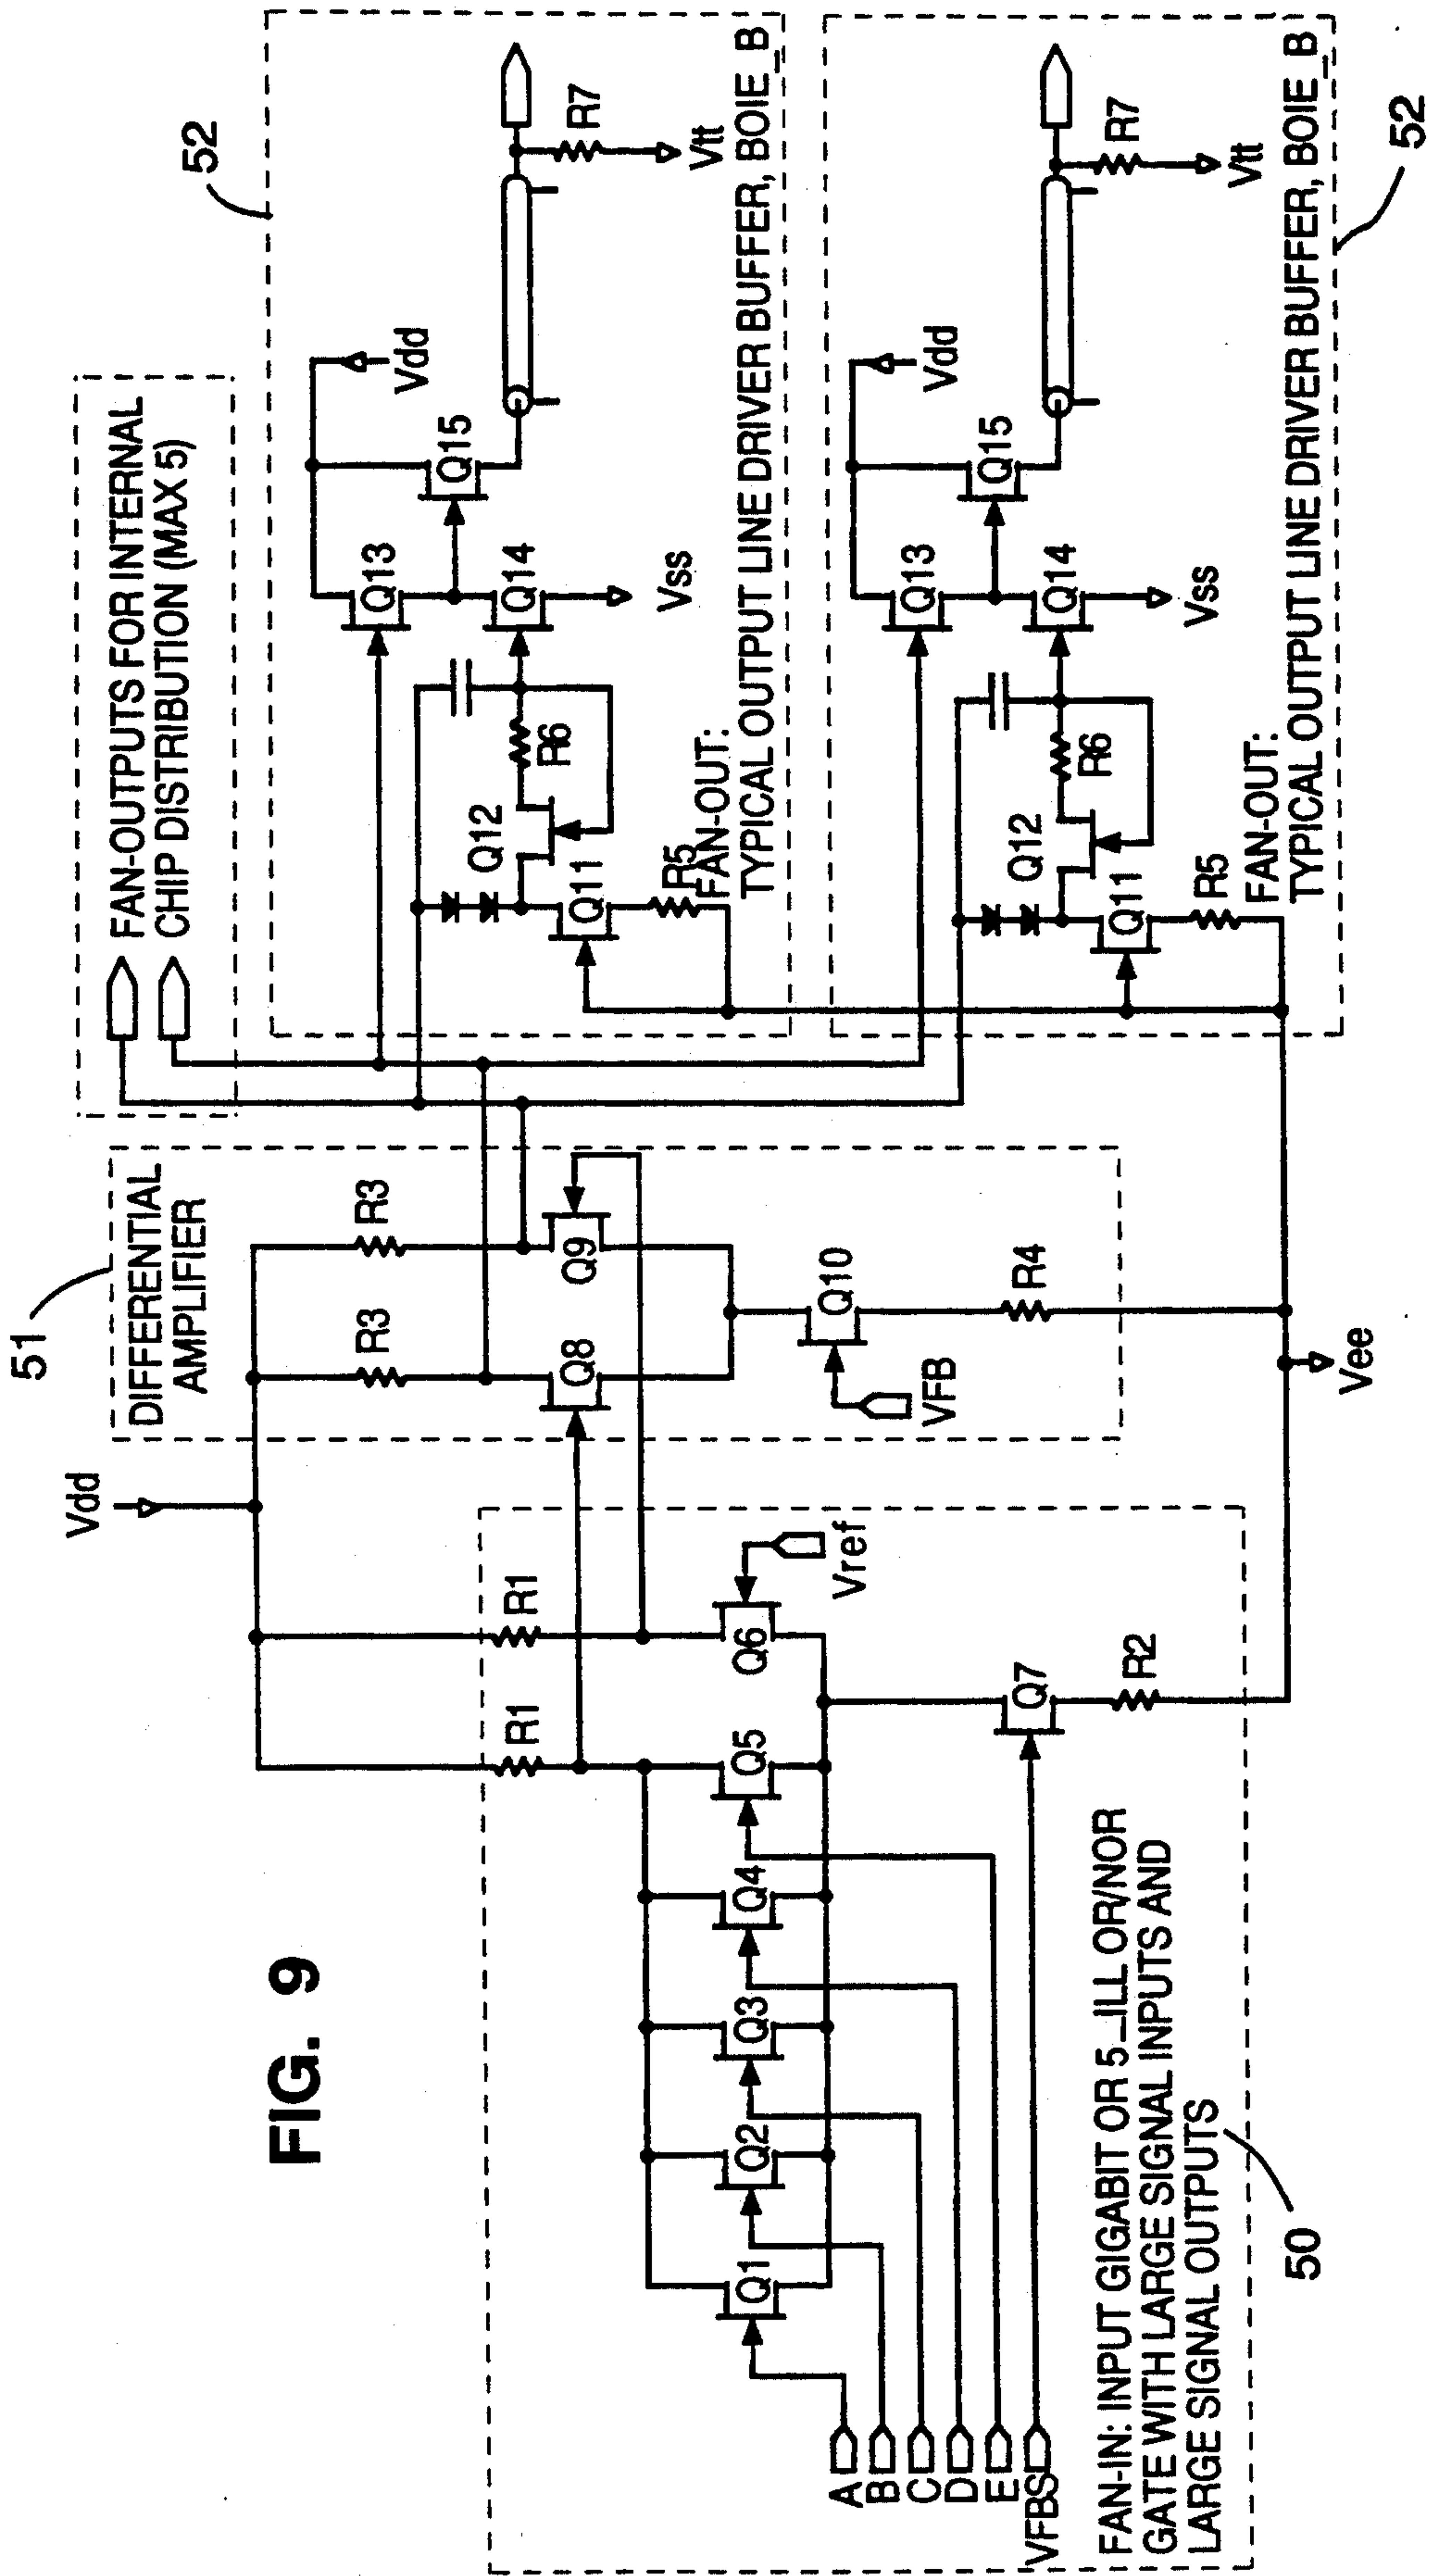 FIG. 9
Vdd
51
DIFFERENTIAL
AMPLIFIER
R3
R3
Q8
Q9
Q10
VFB
R4
Vee
R1
R1
Q1
Q2
Q3
Q4
Q5
Q6
Vref
Q7
R2
A
B
C
D
E
VFBS
FAN-IN: INPUT GIGABIT OR 5_ILL OR/NOR
GATE WITH LARGE SIGNAL INPUTS AND
LARGE SIGNAL OUTPUTS
50
FAN-OUTPUTS FOR INTERNAL
CHIP DISTRIBUTION (MAX 5)
52
Vdd
Q13
Q15
Q14
Vss
Q12
R6
Q11
R5
R7
Vtt
FAN-OUT:
TYPICAL OUTPUT LINE DRIVER BUFFER, BOIE_B
Vdd
Q13
Q15
Q14
Vss
Q12
R6
Q11
R5
R7
Vtt
FAN-OUT:
TYPICAL OUTPUT LINE DRIVER BUFFER, BOIE_B
52